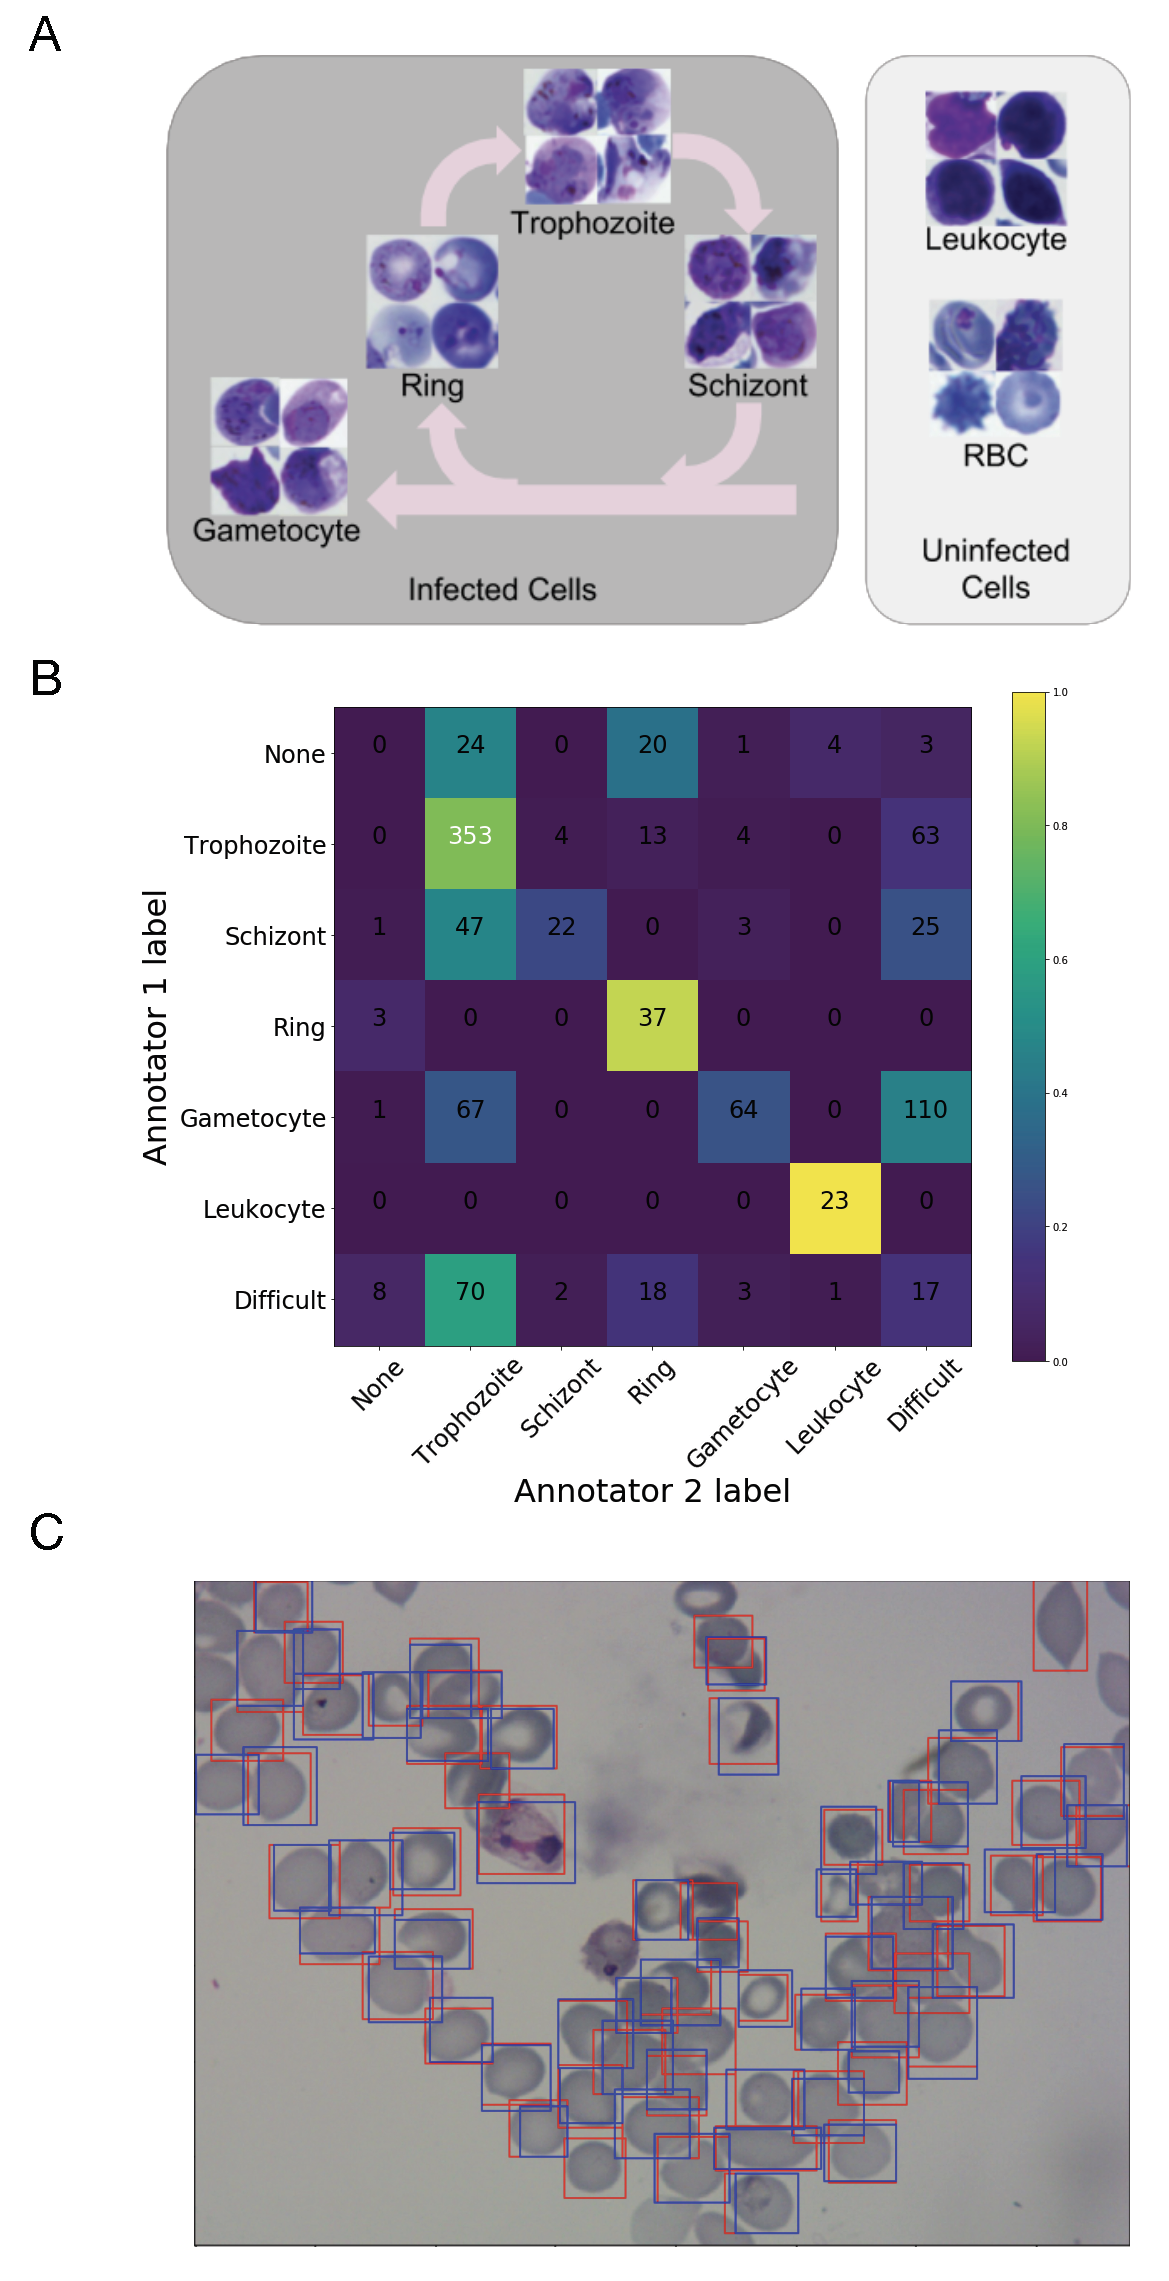 A
Trophozoite
Ring
Schizont
Gametocyte
Infected Cells
Leukocyte
RBC
Uninfected
Cells
B
Annotator 1 label
None 0 24 0 20 1 4 3
Trophozoite 0 353 4 13 4 0 63
Schizont 1 47 22 0 3 0 25
Ring 3 0 0 37 0 0 0
Gametocyte 1 67 0 0 64 0 110
Leukocyte 0 0 0 0 0 23 0
Difficult 8 70 2 18 3 1 17
None Trophozoite Schizont Ring Gametocyte Leukocyte Difficult
Annotator 2 label
1.0
0.8
0.6
0.4
0.2
0.0
C